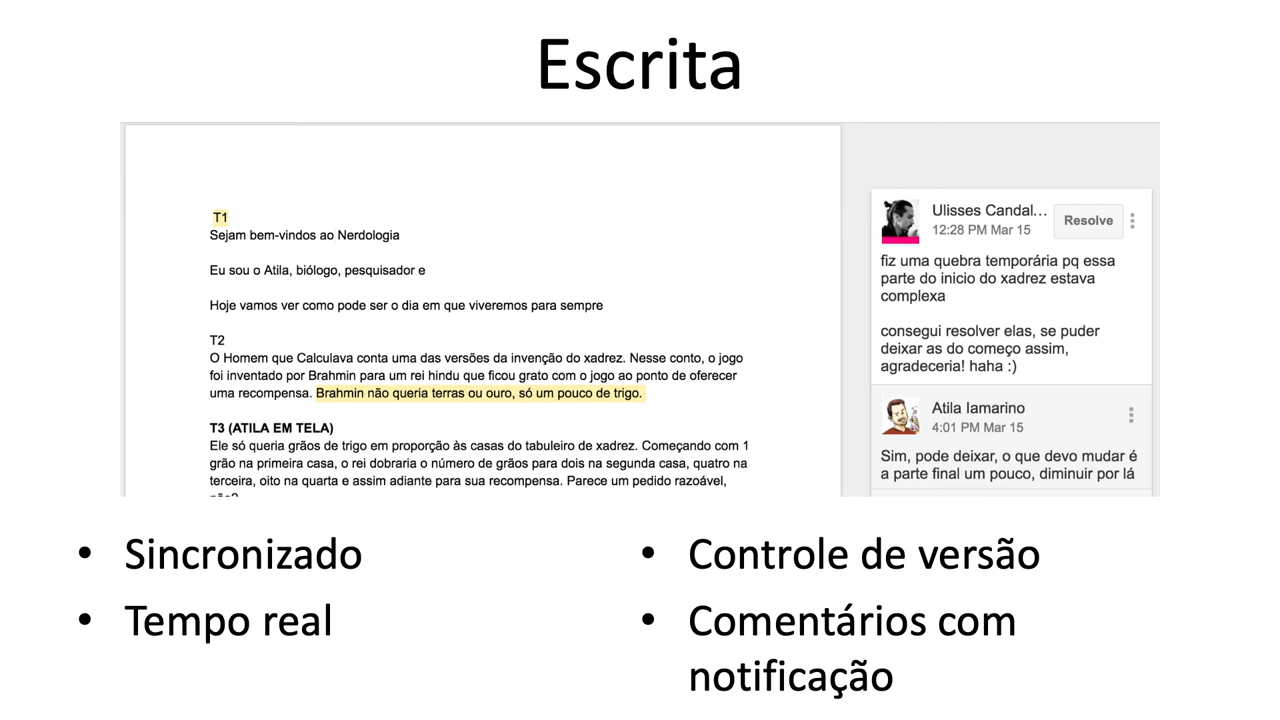 Escrita
T1
Sejam bem-vindos ao Nerdologia
Eu sou o Atila, biólogo, pesquisador e
Hoje vamos ver como pode ser o dia em que viveremos para sempre
T2
O Homem que Calculava conta uma das versões da invenção do xadrez. Nesse conto, o jogo
foi inventado por Brahmin para um rei hindu que ficou grato com o jogo ao ponto de oferecer
uma recompensa. Brahmin não queria terras ou ouro, só um pouco de trigo.
T3 (ATILA EM TELA)
Ele só queria grãos de trigo em proporção às casas do tabuleiro de xadrez. Começando com 1
grão na primeira casa, o rei dobraria o número de grãos para dois na segunda casa, quatro na
terceira, oito na quarta e assim adiante para sua recompensa. Parece um pedido razoável,
não?
Ulisses Candal...
Resolve
12:28 PM Mar 15
fiz uma quebra temporária pq essa
parte do inicio do xadrez estava
complexa
consegui resolver elas, se puder
deixar as do começo assim,
agradeceria! haha :)
Atila Iamarino
4:01 PM Mar 15
Sim, pode deixar, o que devo mudar é
a parte final um pouco, diminuir por lá
• Sincronizado
• Tempo real
• Controle de versão
• Comentários com
notificação